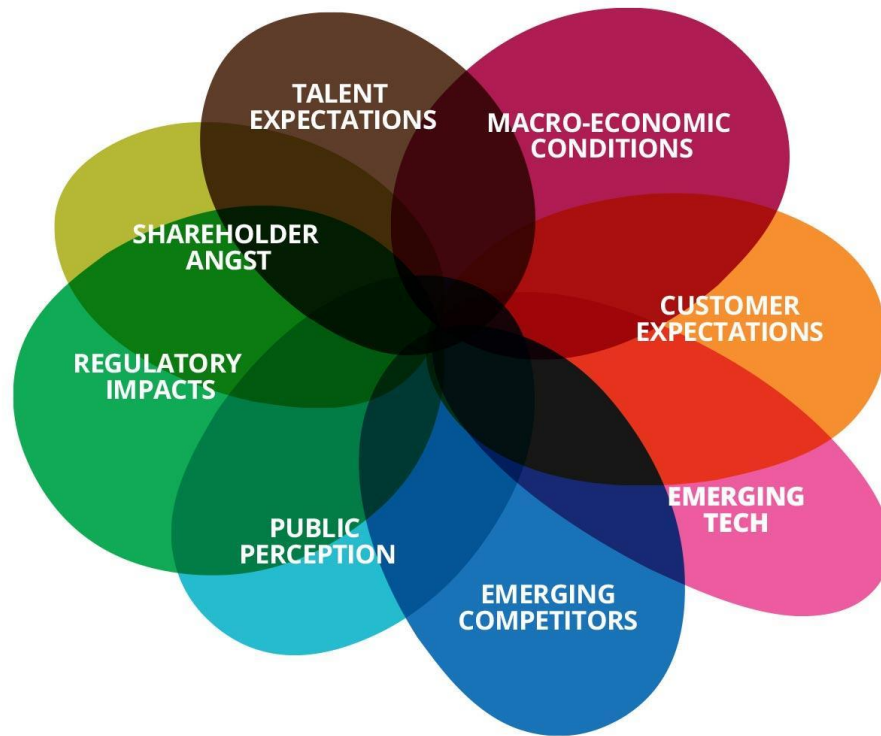 TALENT
EXPECTATIONS
MACRO-ECONOMIC
CONDITIONS
SHAREHOLDER
ANGST
CUSTOMER
EXPECTATIONS
REGULATORY
IMPACTS
EMERGING
TECH
PUBLIC
PERCEPTION
EMERGING
COMPETITORS